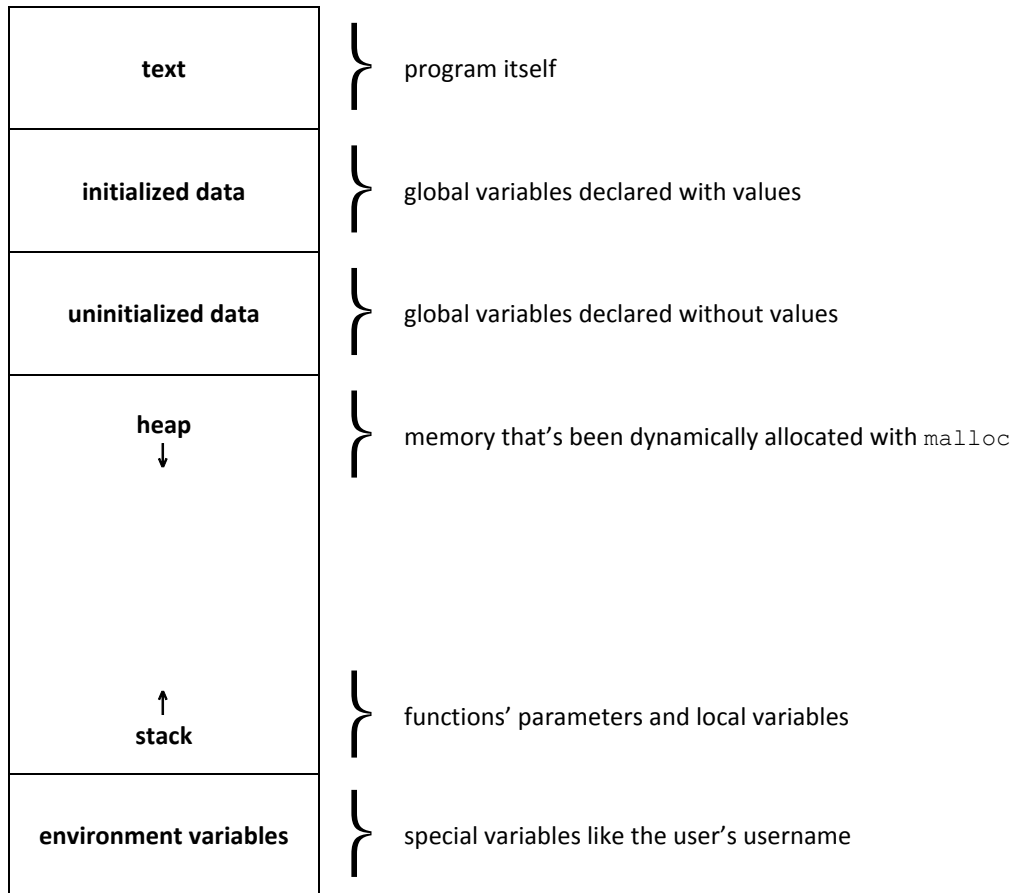 text
program itself
initialized data
global variables declared with values
uninitialized data
global variables declared without values
heap
memory that’s been dynamically allocated with malloc
functions’ parameters and local variables
stack
environment variables
special variables like the user’s username